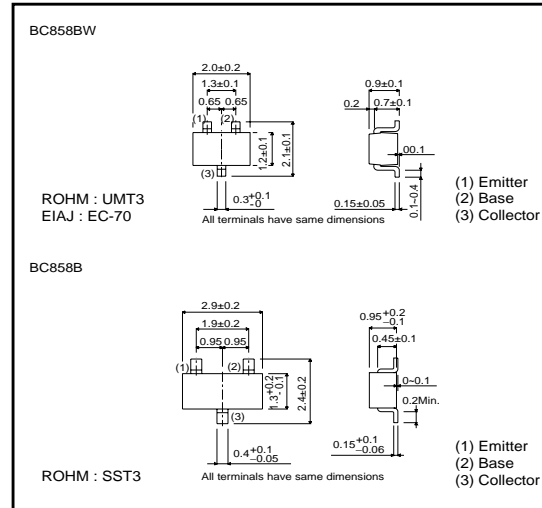 BC858BW
2.0±0.2
1.3±0.1
0.65 0.65
(1) (2)
(3)
1.2±0.1
2.1±0.1
0.3 +0.1 -0
All terminals have same dimensions
0.9±0.1
0.2 0.7±0.1
00.1
0.15±0.05
0.1~0.4
ROHM : UMT3
EIAJ : EC-70
(1) Emitter
(2) Base
(3) Collector
BC858B
2.9±0.2
1.9±0.2
0.95 0.95
(1) (2)
(3)
1.3 +0.2 -0.1
2.4±0.2
0.4 +0.1 -0.05
All terminals have same dimensions
0.95 +0.2 -0.1
0.45±0.1
0~0.1
0.2Min.
0.15 +0.1 -0.06
ROHM : SST3
(1) Emitter
(2) Base
(3) Collector